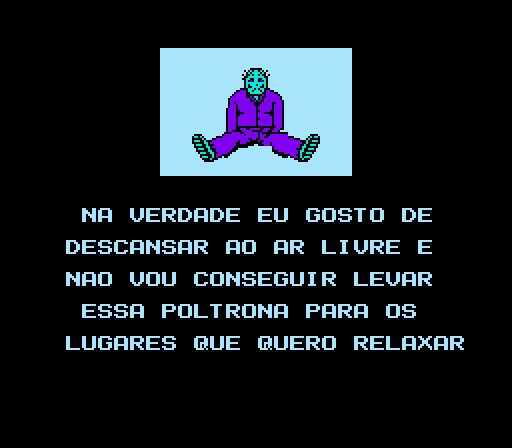 NA VERDADE EU GOSTO DE
DESCANSAR AO AR LIVRE E
NAO VOU CONSEGUIR LEVAR
ESSA POLTRONA PARA OS
LUGARES QUE QUERO RELAXAR